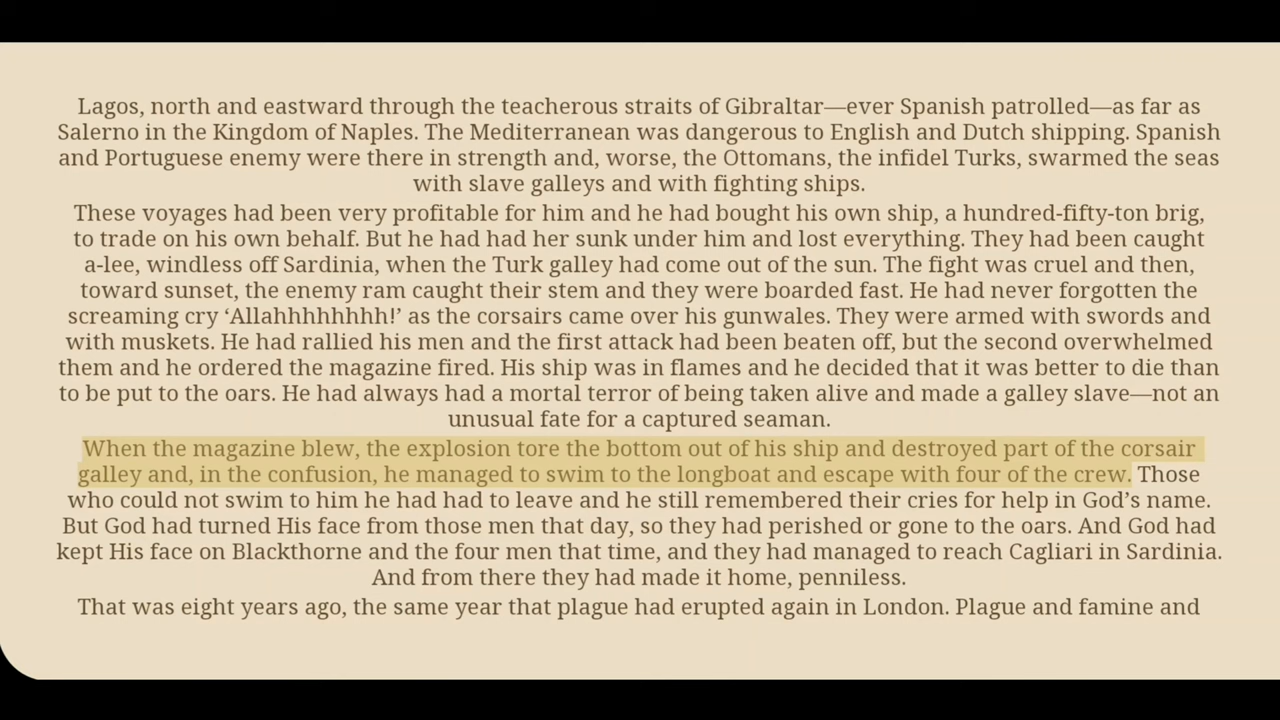 Lagos, north and eastward through the teacherous straits of Gibraltar—ever Spanish patrolled—as far as
Salerno in the Kingdom of Naples. The Mediterranean was dangerous to English and Dutch shipping. Spanish
and Portuguese enemy were there in strength and, worse, the Ottomans, the infidel Turks, swarmed the seas
with slave galleys and with fighting ships.
These voyages had been very profitable for him and he had bought his own ship, a hundred-fifty-ton brig,
to trade on his own behalf. But he had had her sunk under him and lost everything. They had been caught
a-lee, windless off Sardinia, when the Turk galley had come out of the sun. The fight was cruel and then,
toward sunset, the enemy ram caught their stem and they were boarded fast. He had never forgotten the
screaming cry ‘Allahhhhhhhh!’ as the corsairs came over his gunwales. They were armed with swords and
with muskets. He had rallied his men and the first attack had been beaten off, but the second overwhelmed
them and he ordered the magazine fired. His ship was in flames and he decided that it was better to die than
to be put to the oars. He had always had a mortal terror of being taken alive and made a galley slave—not an
unusual fate for a captured seaman.
When the magazine blew, the explosion tore the bottom out of his ship and destroyed part of the corsair
galley and, in the confusion, he managed to swim to the longboat and escape with four of the crew. Those
who could not swim to him he had had to leave and he still remembered their cries for help in God’s name.
But God had turned His face from those men that day, so they had perished or gone to the oars. And God had
kept His face on Blackthorne and the four men that time, and they had managed to reach Cagliari in Sardinia.
And from there they had made it home, penniless.
That was eight years ago, the same year that plague had erupted again in London. Plague and famine and